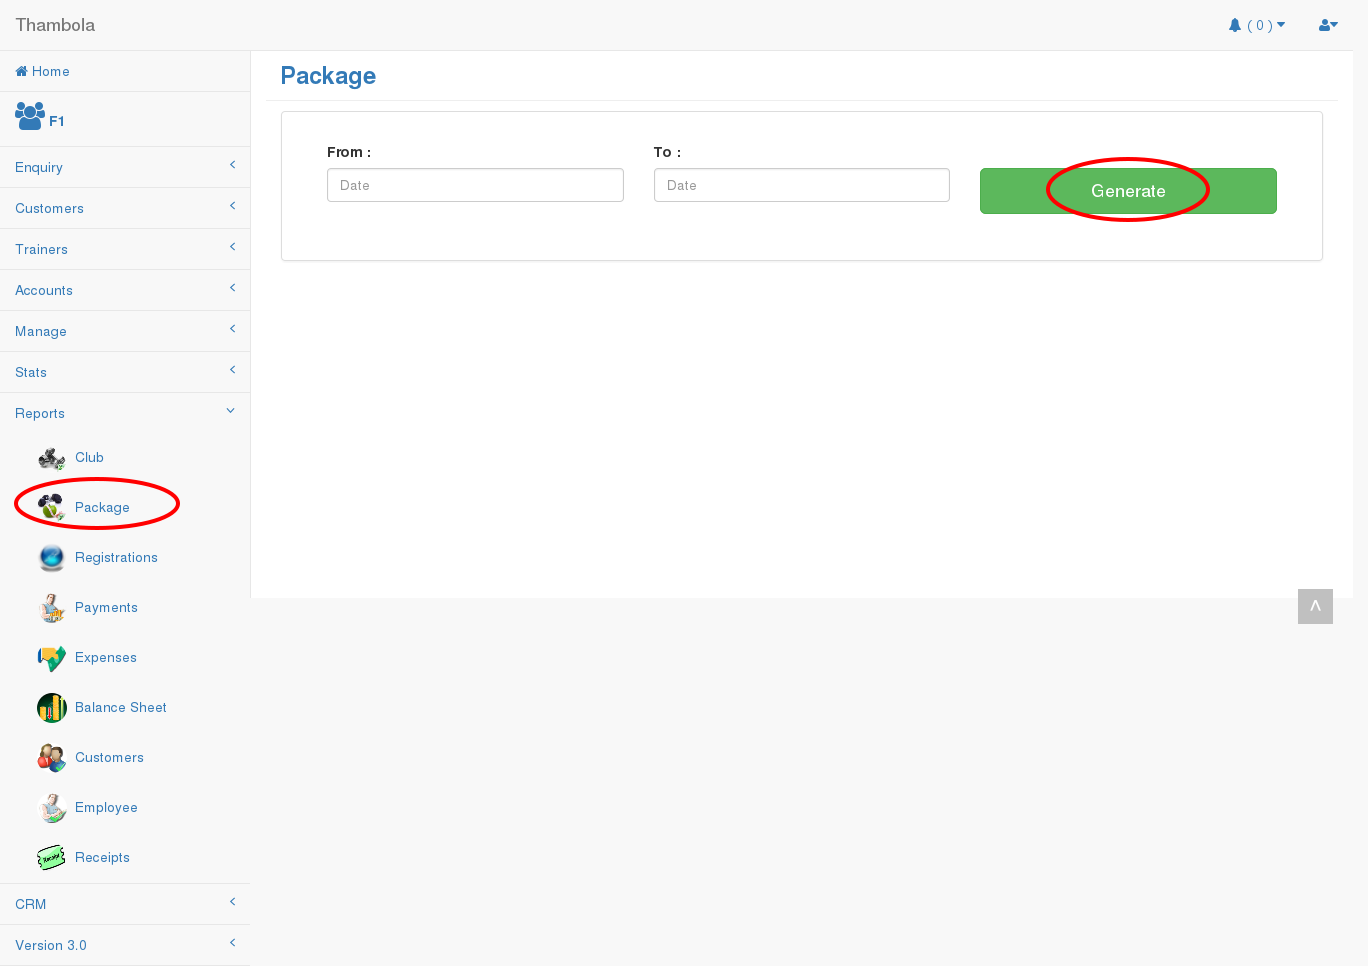 Thambola
( 0 )
Home
F1
Enquiry
Customers
Trainers
Accounts
Manage
Stats
Reports
Club
Package
Registrations
Payments
Expenses
Balance Sheet
Customers
Employee
Receipts
CRM
Version 3.0
Package
From :
To :
Date
Date
Generate